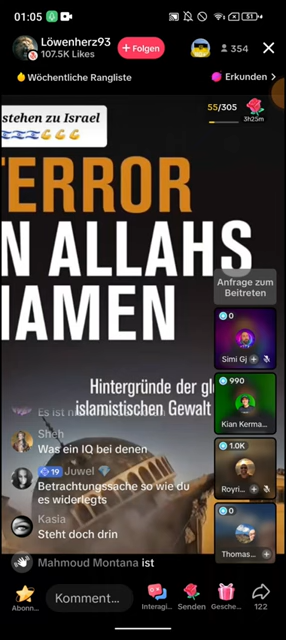 01:05
51
Löwenherz93
107.5K Likes
+ Folgen
354
Wöchentliche Rangliste
Erkunden >
stehen zu Israel
55/305
3h25m
TERROR
N ALLAHS
NAMEN
Anfrage zum
Beitreten
0
Simi Gj
990
Kian Kerma...
1.0K
Royri...
0
Thomas...
Hintergründe der gl
islamistischen Gewalt
Es ist
Sheh
Was ein IQ bei denen
19 Juwel
Betrachtungssache so wie du
es widerlegts
Kasia
Steht doch drin
Mahmoud Montana ist
Abonn...
Komment...
Interagi...
Senden
Gesche...
122